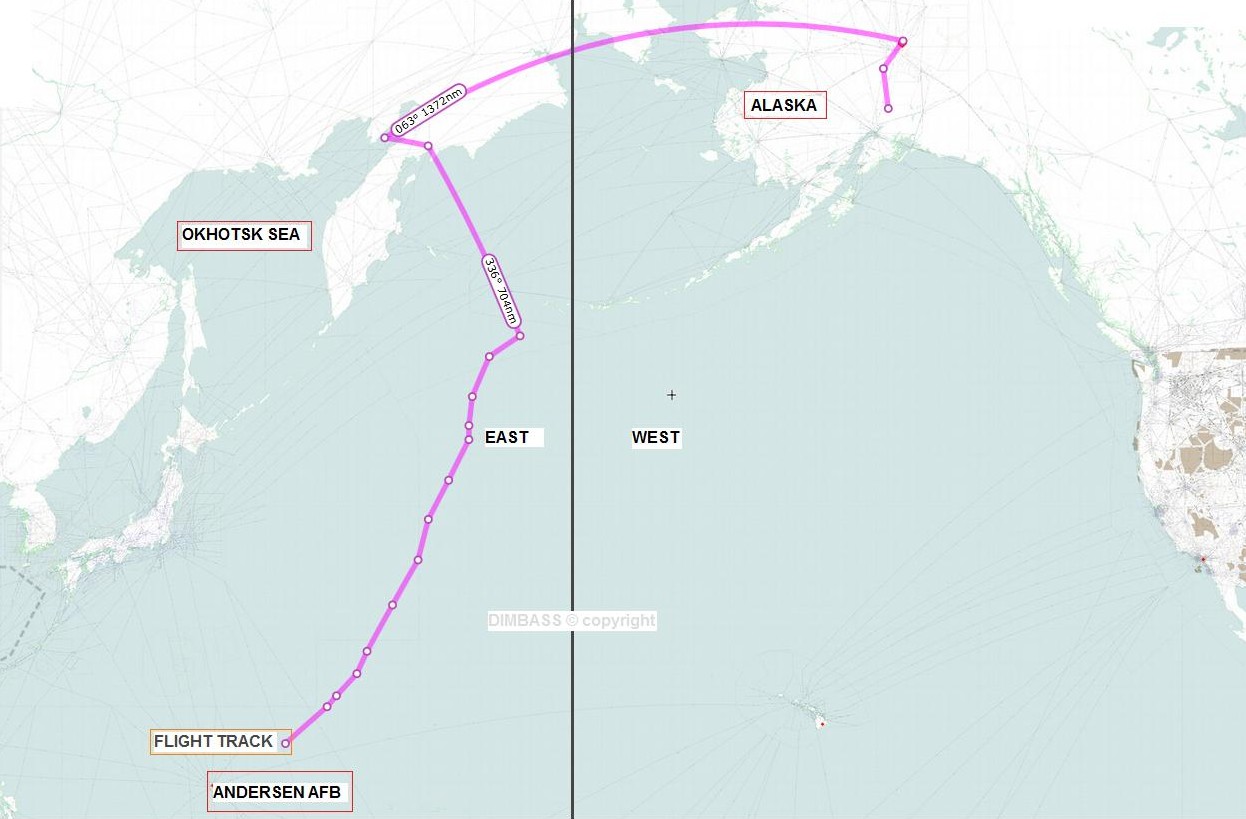 063° 1372nm
ALASKA
OKHOTSK SEA
336° 704nm
EAST
WEST
DIMBASS © copyright
FLIGHT TRACK
ANDERSEN AFB